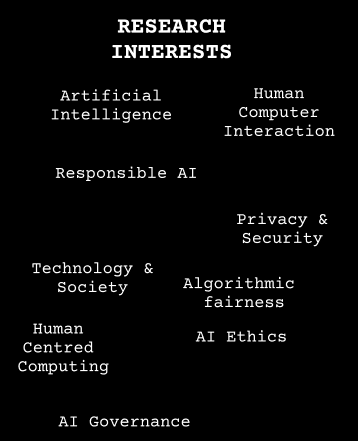 RESEARCH
INTERESTS
Artificial
Intelligence
Human
Computer
Interaction
Responsible AI
Privacy &
Security
Technology &
Society
Algorithmic
fairness
Human
Centred
Computing
AI Ethics
AI Governance